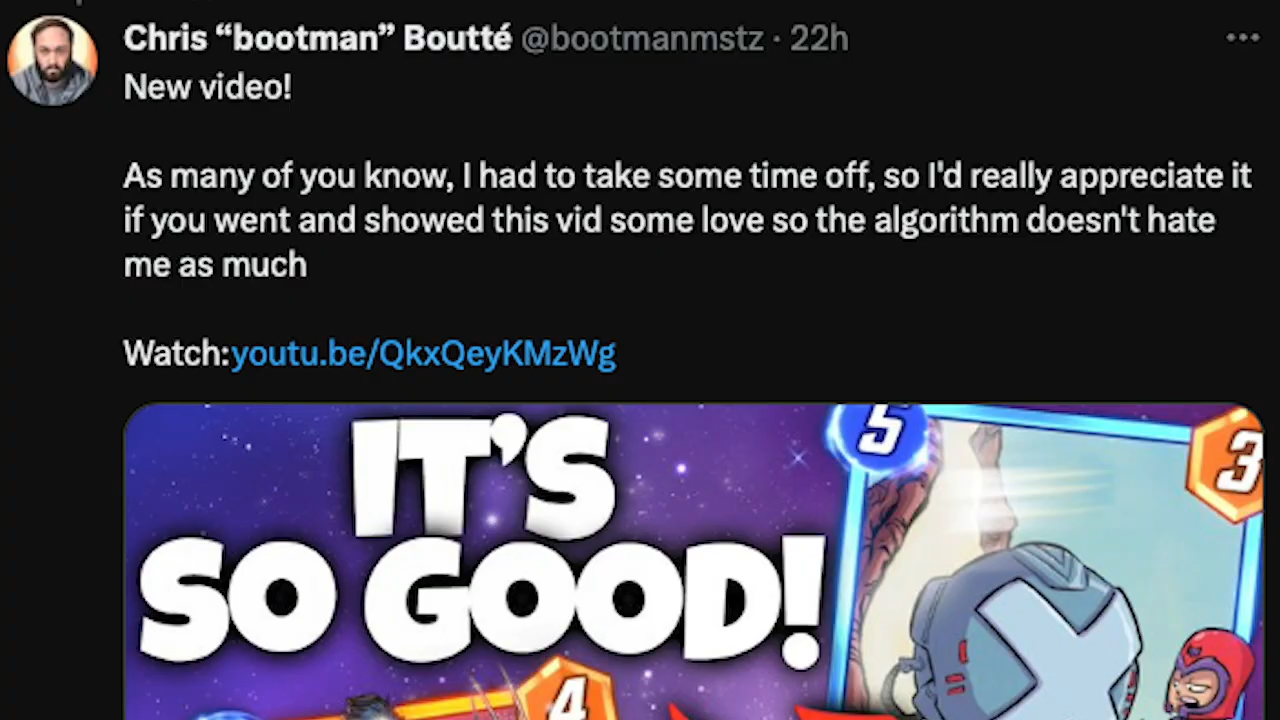 Chris “bootman” Boutté @bootmanmstz · 22h
New video!
As many of you know, I had to take some time off, so I'd really appreciate it
if you went and showed this vid some love so the algorithm doesn't hate
me as much
Watch:youtu.be/QkxQeyKMzWg
IT'S
SO GOOD!
5
3
4